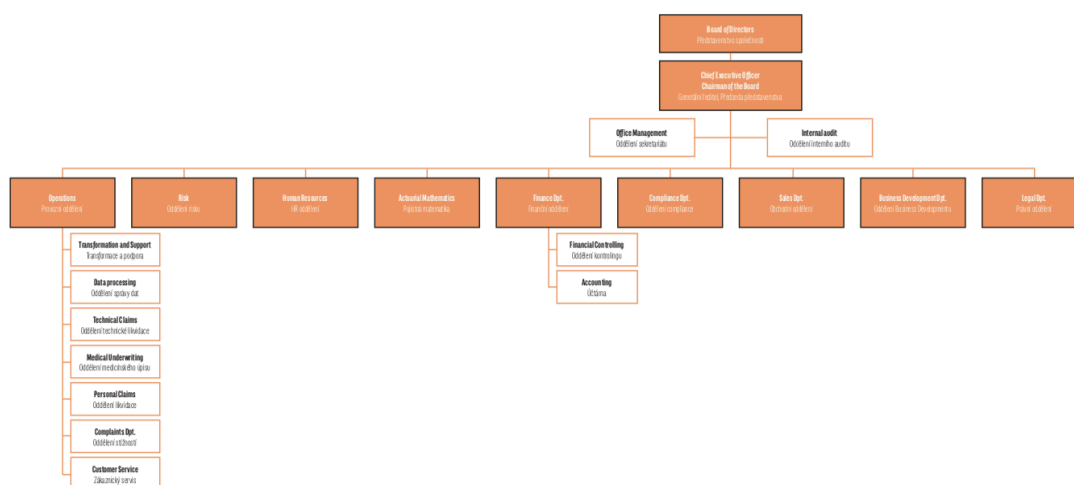 Board of Directors
Představenstvo společnosti
Chief Executive Officer
Chairman of the Board
Generální ředitel, Předseda představenstva
Office Management
Oddělení sekretariátu
Internal audit
Oddělení interního auditu
Operations
Provozní oddělení
Risk
Oddělení risku
Human Resources
HR oddělení
Actuarial Mathematics
Pojistná matematika
Finance Dpt.
Finanční oddělení
Compliance Dpt.
Oddělení compliance
Sales Dpt.
Obchodní oddělení
Business Development Dpt.
Oddělení Business Developmentu
Legal Dpt.
Právní oddělení
Transformation and Support
Transformace a podpora
Data processing
Oddělení správy dat
Technical Claims
Oddělení technické likvidace
Medical Underwriting
Oddělení medicínského úpisu
Personal Claims
Oddělení likvidace
Complaints Dpt.
Oddělení stížností
Customer Service
Zákaznický servis
Financial Controlling
Oddělení kontrolingu
Accounting
Účtárna